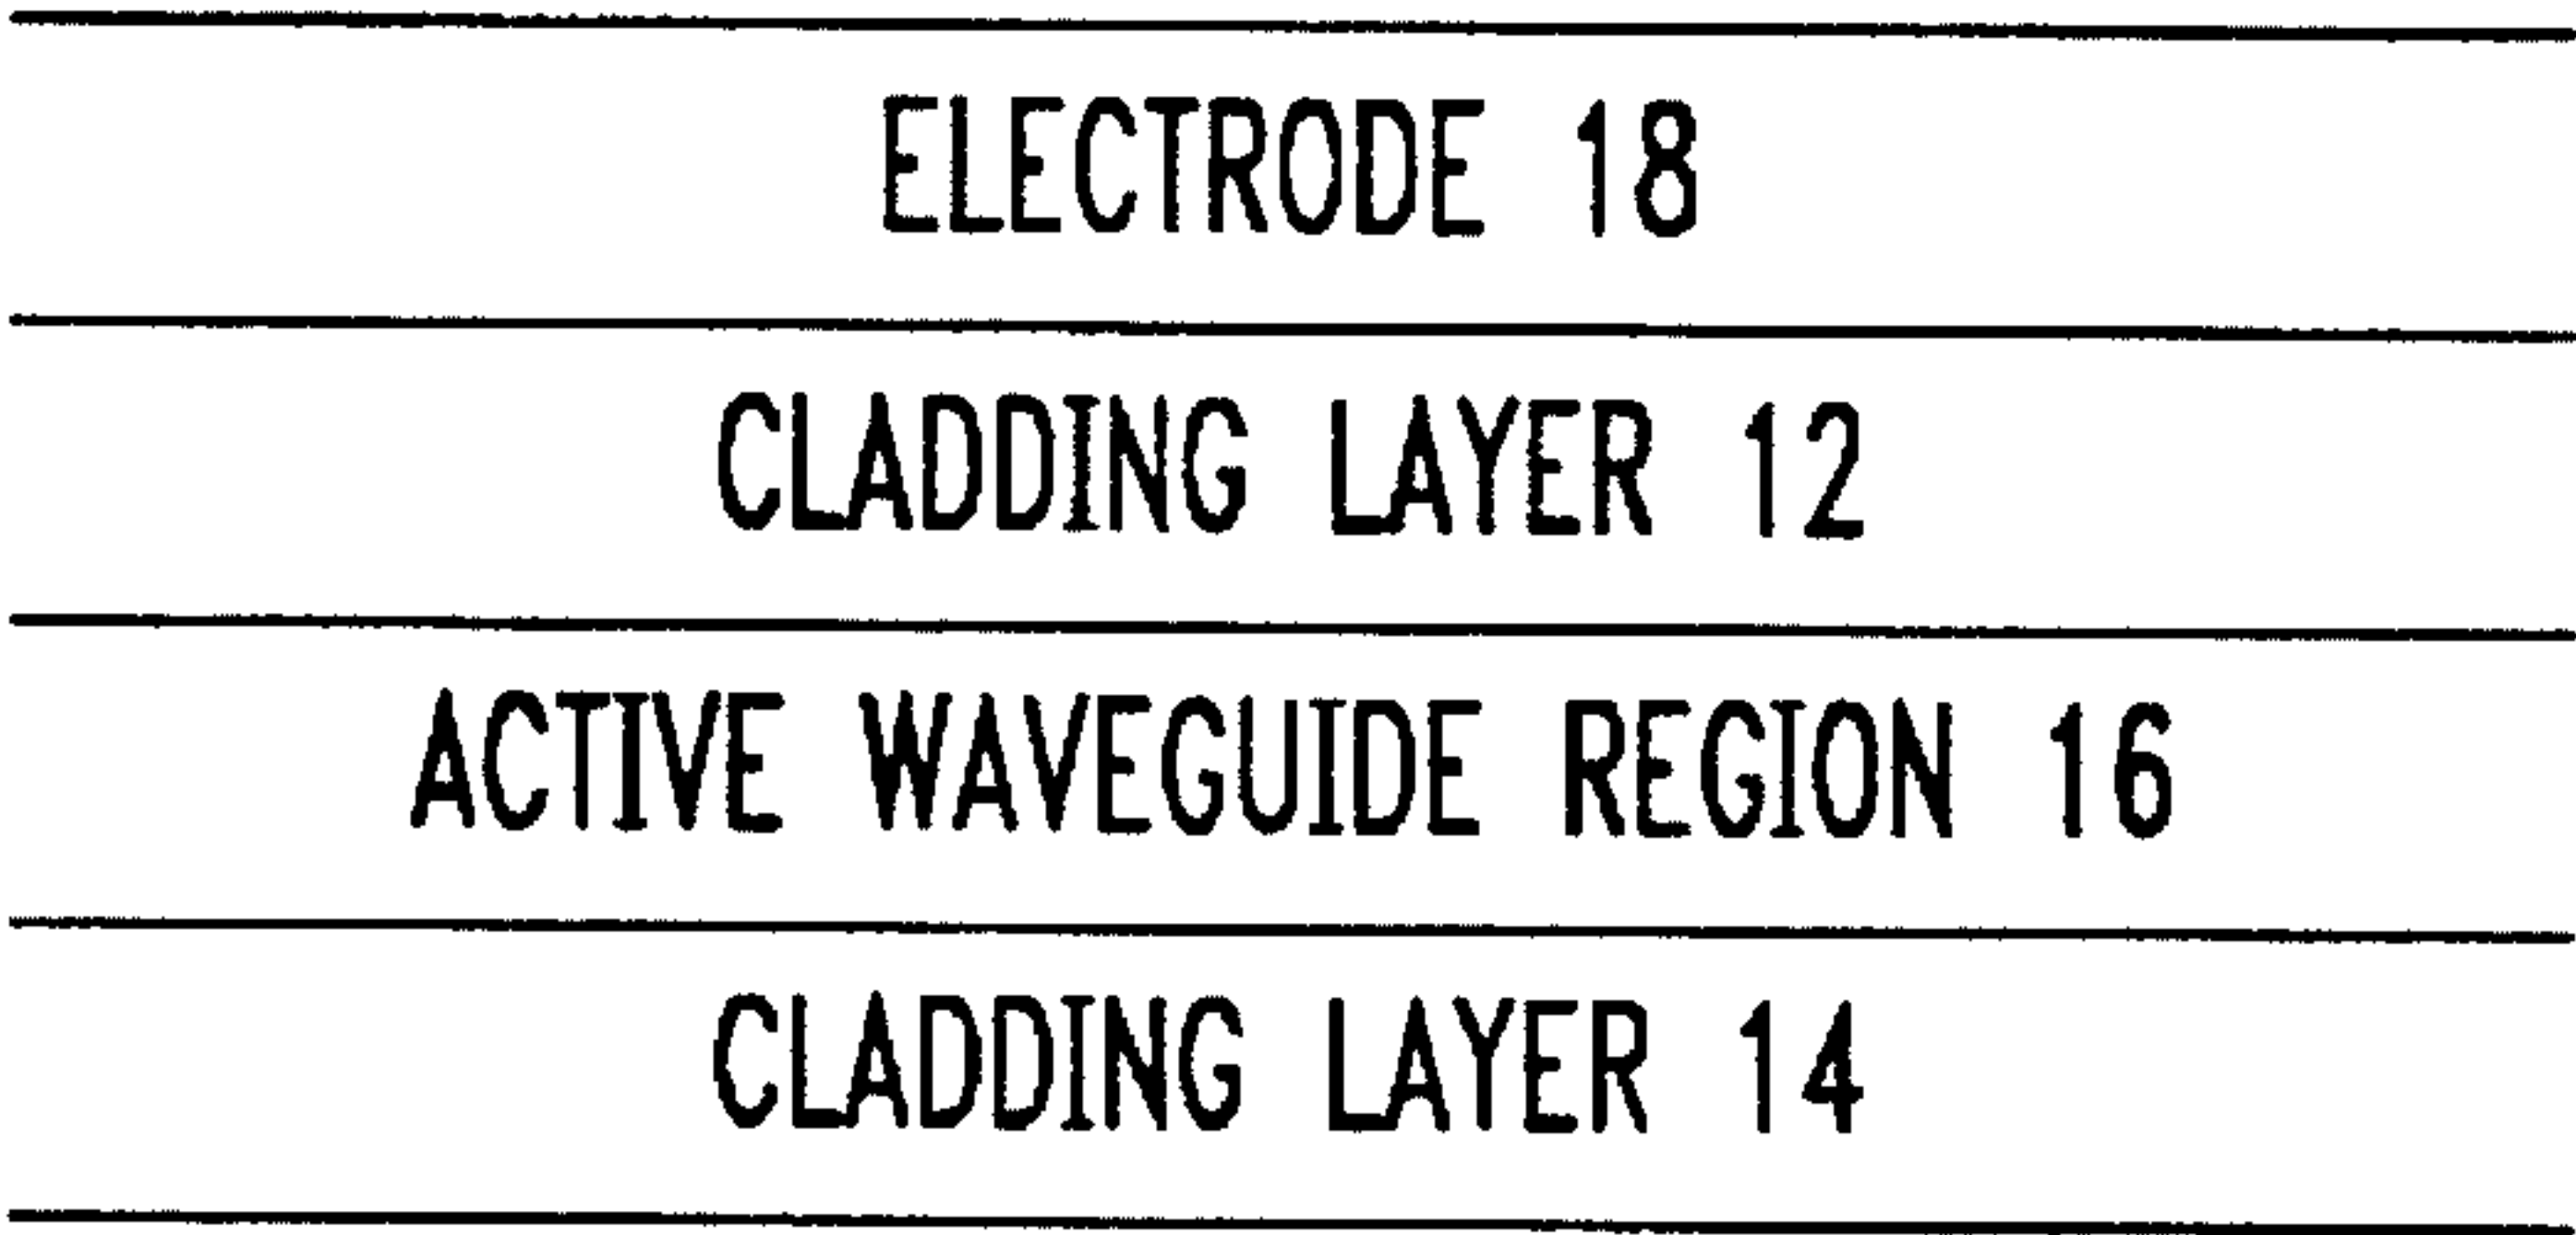 ELECTRODE 18
CLADDING LAYER 12
ACTIVE WAVEGUIDE REGION 16
CLADDING LAYER 14